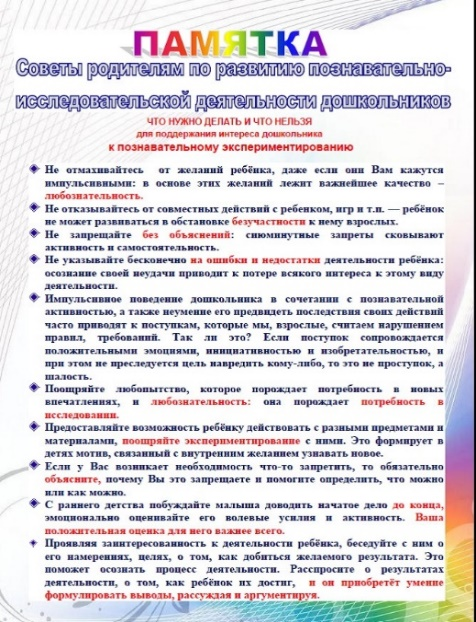 ПАМЯТКА
Советы родителям по развитию познавательно-
исследовательской деятельности дошкольников
ЧТО НУЖНО ДЕЛАТЬ И ЧТО НЕЛЬЗЯ
для поддержания интереса дошкольника
к познавательному экспериментированию
Не отмахивайтесь от желаний ребёнка, даже если они Вам кажутся
импульсивными: в основе этих желаний лежит важнейшее качество –
любознательность.
Не отказывайтесь от совместных действий с ребенком, игр и т.п. — ребёнок
не может развиваться в обстановке безучастности к нему взрослых.
Не запрещайте без объяснений: сиюминутные запреты сковывают
активность и самостоятельность.
Не указывайте бесконечно на ошибки и недостатки деятельности ребёнка:
осознание своей неудачи приводит к потере всякого интереса к этому виду
деятельности.
Импульсивное поведение дошкольника в сочетании с познавательной
активностью, а также неумение его предвидеть последствия своих действий
часто приводят к поступкам, которые мы, взрослые, считаем нарушением
правил, требований. Так ли это? Если поступок сопровождается
положительными эмоциями, инициативностью и изобретательностью, и
при этом не преследуется цель навредить кому-либо, то это не проступок, а
шалость.
Поощряйте любопытство, которое порождает потребность в новых
впечатлениях, и любознательность: она порождает потребность в
исследовании.
Предоставляйте возможность ребёнку действовать с разными предметами и
материалами, поощряйте экспериментирование с ними. Это формирует в
детях мотив, связанный с внутренним желанием узнавать новое.
Если у Вас возникает необходимость что-то запретить, то обязательно
объясните, почему Вы это запрещаете и помогите определить, что можно
или как можно.
С раннего детства побуждайте малыша доводить начатое дело до конца,
эмоционально оценивайте его волевые усилия и активность. Ваша
положительная оценка для него важнее всего.
Проявляя заинтересованность к деятельности ребёнка, беседуйте с ним о
его намерениях, целях, о том, как добиться желаемого результата. Это
поможет осознать процесс деятельности. Расспросите о результатах
деятельности, о том, как ребёнок их достиг, и он приобретёт умение
формулировать выводы, рассуждая и аргументируя.